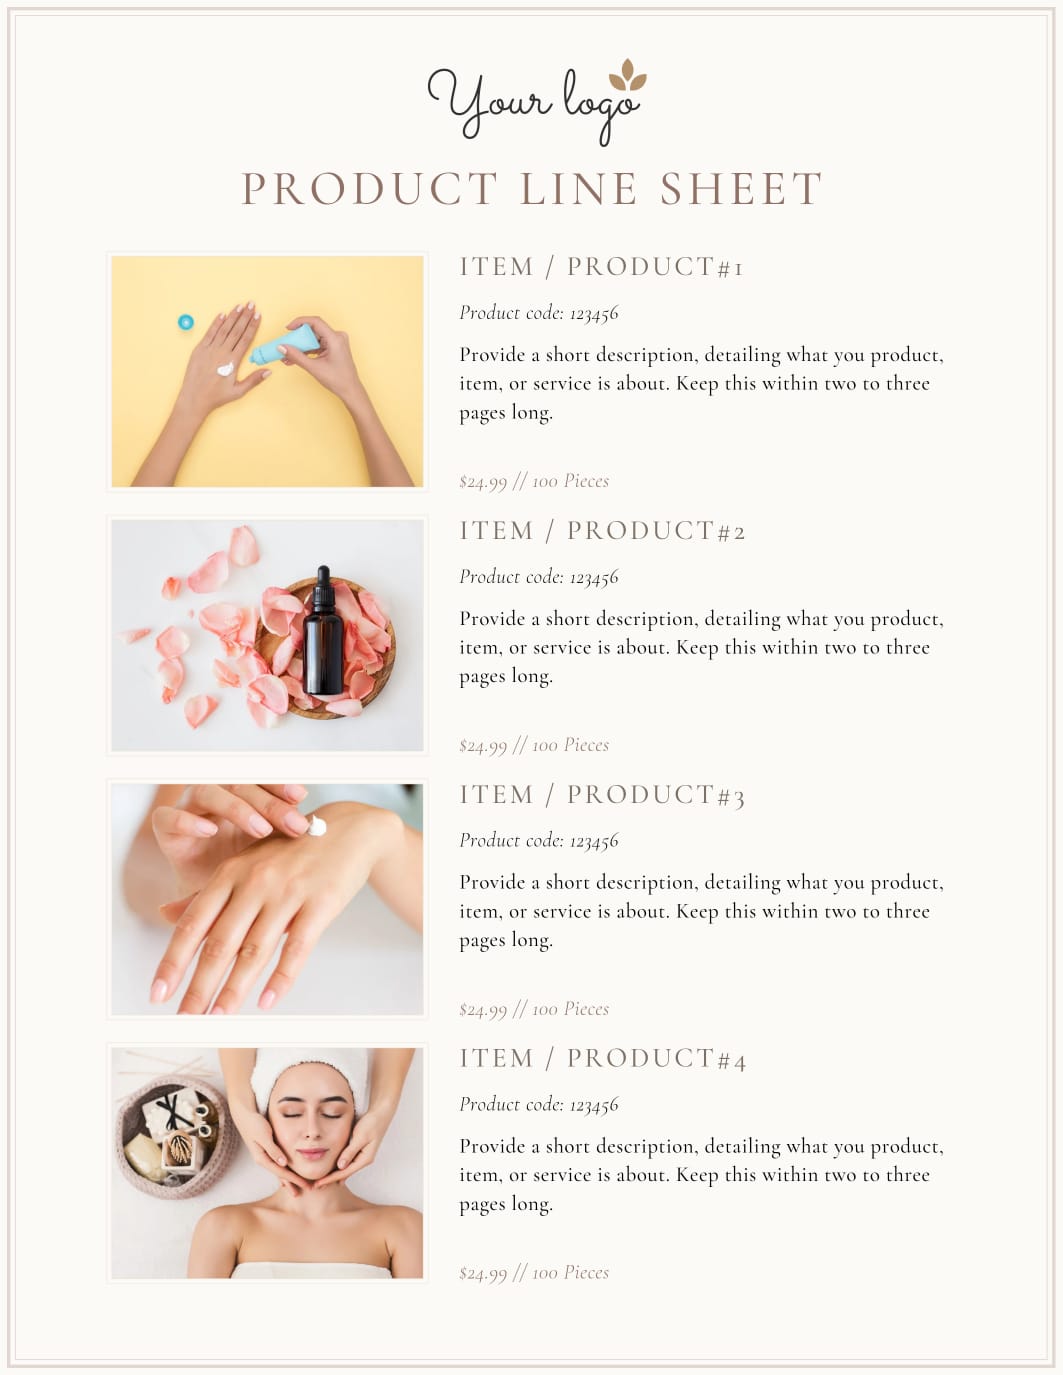 Your logo
PRODUCT LINE SHEET
ITEM / PRODUCT#1
Product code: 123456
Provide a short description, detailing what you product,
item, or service is about. Keep this within two to three
pages long.
$24.99 // 100 Pieces
ITEM / PRODUCT#2
Product code: 123456
Provide a short description, detailing what you product,
item, or service is about. Keep this within two to three
pages long.
$24.99 // 100 Pieces
ITEM / PRODUCT#3
Product code: 123456
Provide a short description, detailing what you product,
item, or service is about. Keep this within two to three
pages long.
$24.99 // 100 Pieces
ITEM / PRODUCT#4
Product code: 123456
Provide a short description, detailing what you product,
item, or service is about. Keep this within two to three
pages long.
$24.99 // 100 Pieces